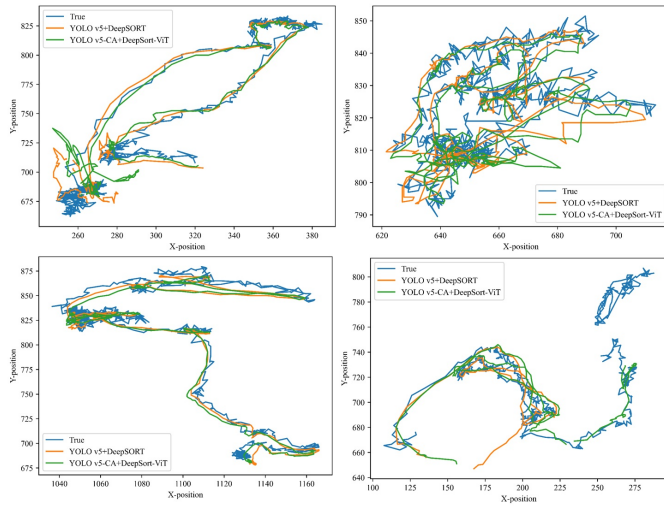 True
YOLO v5+DeepSORT
YOLO v5-CA+DeepSort-ViT
825
800
775
750
725
700
675
Y-position
260
280
300
320
340
360
380
X-position
850
840
830
820
810
800
790
Y-position
True
YOLO v5+DeepSORT
YOLO v5-CA+DeepSort-ViT
620
640
660
680
700
X-position
875
850
825
800
775
750
725
700
675
Y-position
True
YOLO v5+DeepSORT
YOLO v5-CA+DeepSort-ViT
1040
1060
1080
1100
1120
1140
1160
X-position
True
YOLO v5+DeepSORT
YOLO v5-CA+DeepSort-ViT
800
780
760
740
720
700
680
660
640
Y-position
100
125
150
175
200
225
250
275
X-position